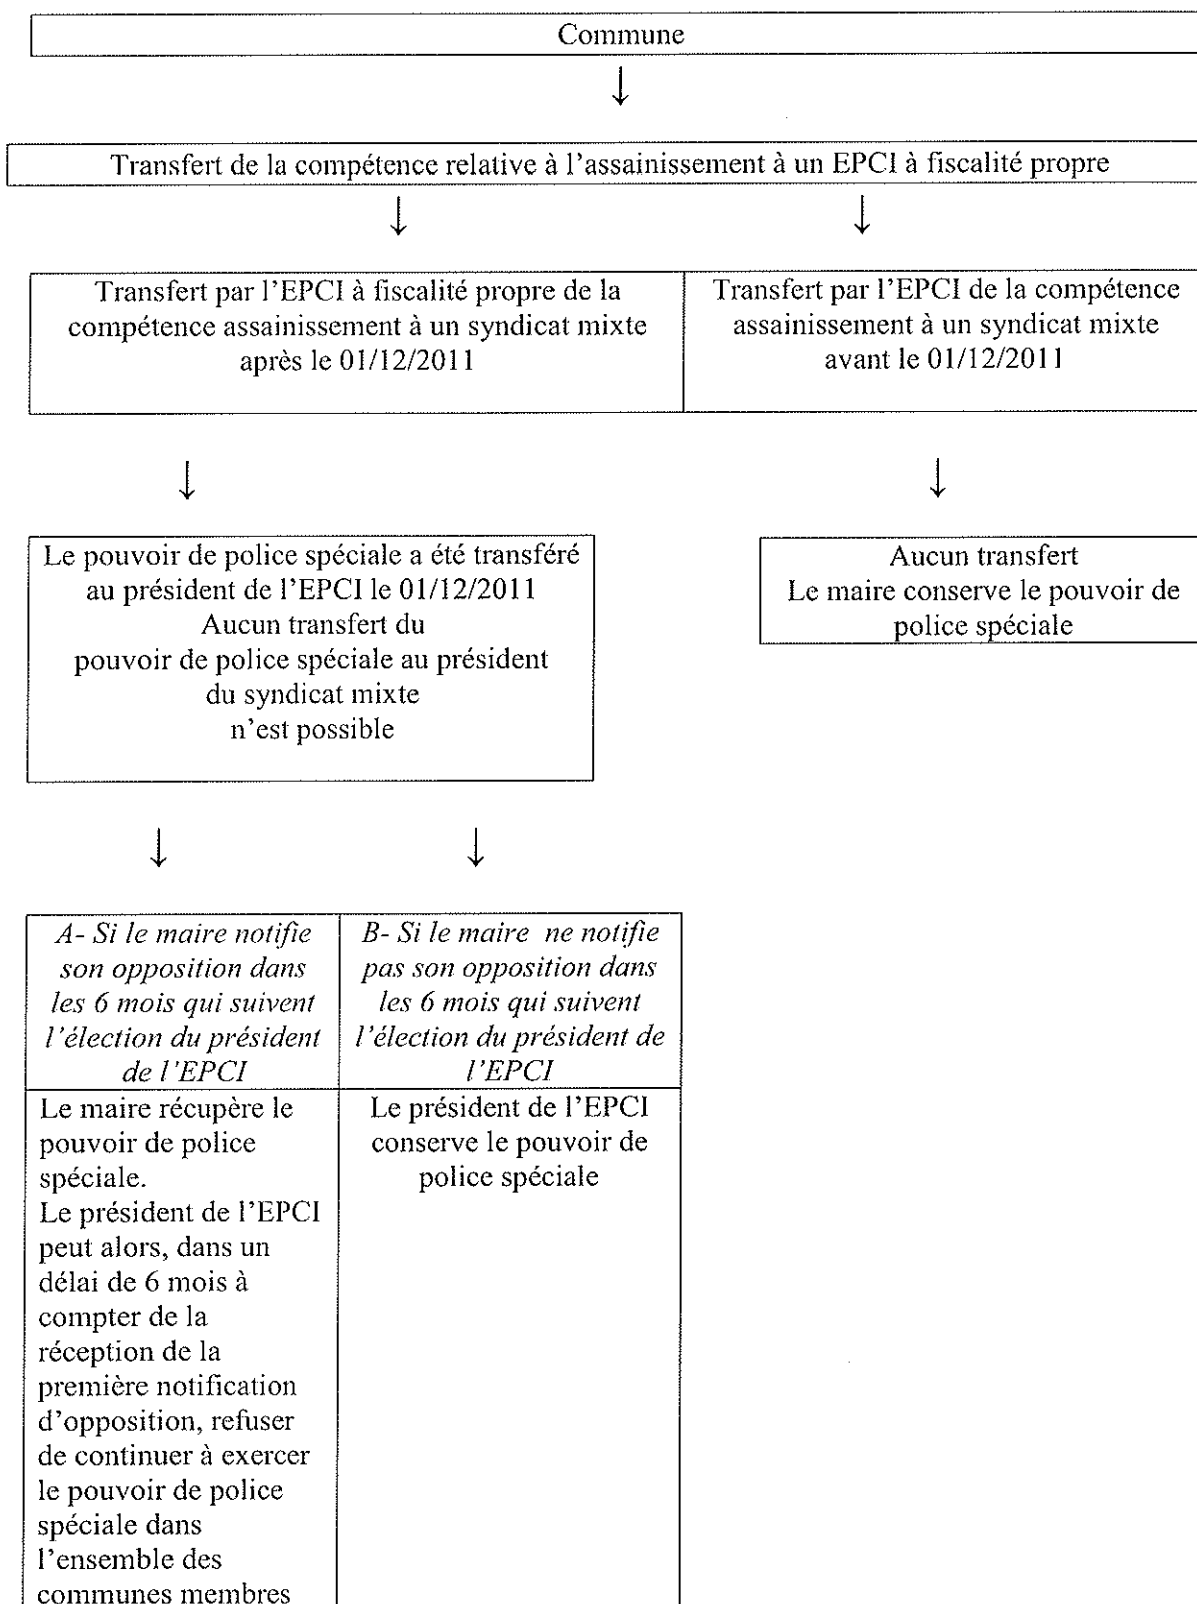 Commune
Transfert de la compétence relative à l'assainissement à un EPCI à fiscalité propre
Transfert par l'EPCI à fiscalité propre de la
compétence assainissement à un syndicat mixte
après le 01/12/2011
Transfert par l'EPCI de la compétence
assainissement à un syndicat mixte
avant le 01/12/2011
Le pouvoir de police spéciale a été transféré
au président de l'EPCI le 01/12/2011
Aucun transfert du
pouvoir de police spéciale au président
du syndicat mixte
n'est possible
Aucun transfert
Le maire conserve le pouvoir de
police spéciale
A- Si le maire notifie
son opposition dans
les 6 mois qui suivent
l'élection du président
de l'EPCI
B- Si le maire ne notifie
pas son opposition dans
les 6 mois qui suivent
l'élection du président de
l'EPCI
Le maire récupère le
pouvoir de police
spéciale.
Le président de l'EPCI
peut alors, dans un
délai de 6 mois à
compter de la
réception de la
première notification
d'opposition, refuser
de continuer à exercer
le pouvoir de police
spéciale dans
l'ensemble des
communes membres
Le président de l'EPCI
conserve le pouvoir de
police spéciale